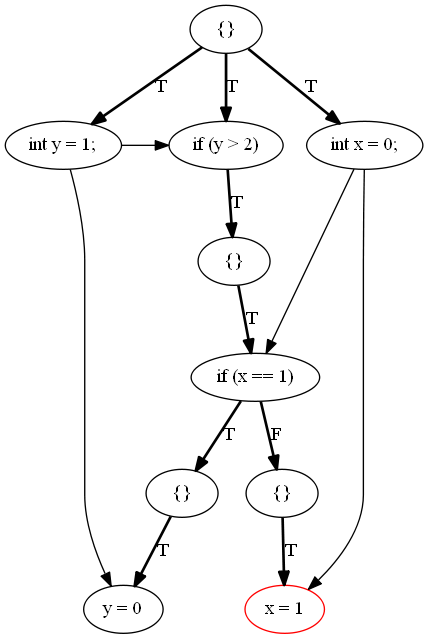 {}
T
T
T
int y = 1;
if (y > 2)
int x = 0;
T
{}
T
if (x == 1)
T
F
{}
{}
T
T
y = 0
x = 1